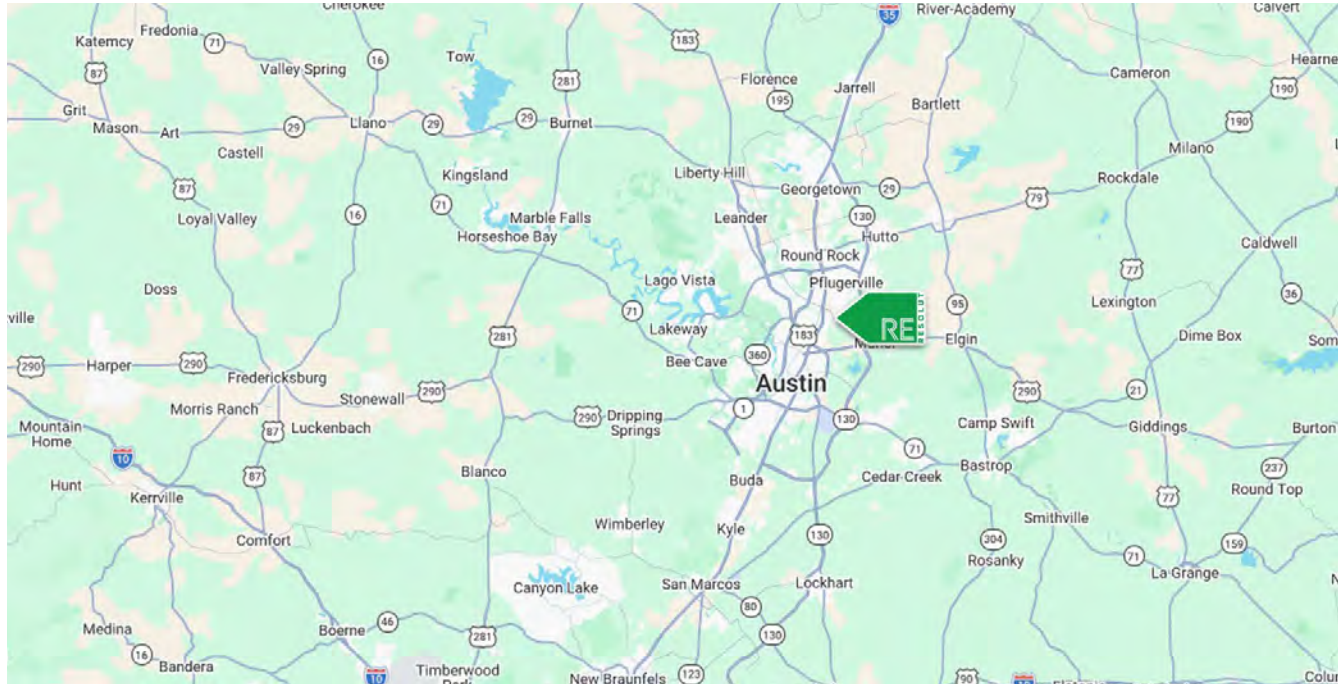 Cherokee
35
River-Academy
Calvert
Fredonia
Katemcy
71
183
Tow
16
Valley Spring
87
281
Florence
Jarrell
Cameron
Hearne
195
Bartlett
190
Grit
Mason
Art
29
Llano
29
29
Burnet
190
Castell
Milano
Kingsland
Liberty Hill
Georgetown
29
Rockdale
87
71
79
Loyal Valley
16
Marble Falls
Leander
130
Horseshoe Bay
Hutto
Caldwell
Round Rock
Lago Vista
Pflugerville
77
Doss
ville
71
RE
RESOLUT
95
Lexington
36
Lakeway
281
183
Elgin
Dime Box
Som
290
Harper
290
Bee Cave
360
Fredericksburg
Austin
290
Stonewall
290
21
Morris Ranch
1
290
Dripping
Springs
130
Camp Swift
Mountain
Home
87
Luckenbach
Giddings
Burton
10
71
Blanco
Bastrop
237
87
Buda
Cedar Creek
Hunt
Kerrville
77
Round Top
Wimberley
Kyle
Smithville
Comfort
130
304
71
159
Rosanky
La Grange
Canyon Lake
San Marcos
Lockhart
80
Medina
Boerne
46
281
130
16
Bandera
10
Timberwood
New Braunfels
123
90
10